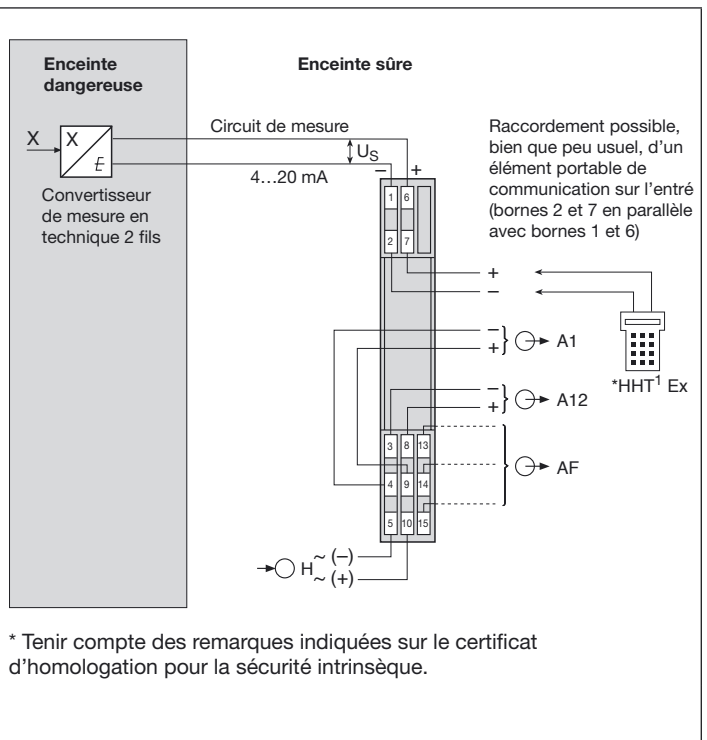 Enceinte
dangereuse
Enceinte sûre
X
X
E
Convertisseur
de mesure en
technique 2 fils
Circuit de mesure
US
4...20 mA
– +
Raccordement possible,
bien que peu usuel, d'un
élément portable de
communication sur l'entré
(bornes 2 et 7 en parallèle
avec bornes 1 et 6)
1 6
2 7
+
–
*HHT1 Ex
–
+
} A1
–
+
} A12
3 8 13
4 9 14
5 10 15
} AF
H ~ (–)
~ (+)
* Tenir compte des remarques indiquées sur le certificat
d'homologation pour la sécurité intrinsèque.